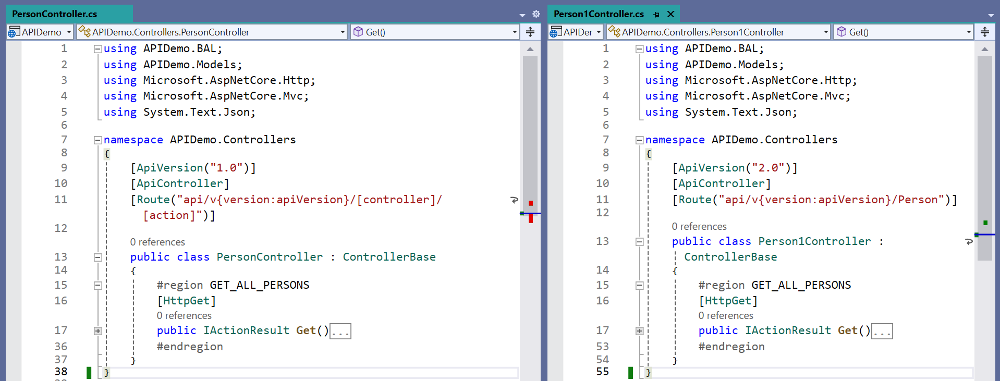 PersonController.cs
APIDemo
APIDemo.Controllers.PersonController
Get()
1 using APIDemo.BAL;
2 using APIDemo.Models;
3 using Microsoft.AspNetCore.Http;
4 using Microsoft.AspNetCore.Mvc;
5 using System.Text.Json;
6
7 namespace APIDemo.Controllers
8 {
9 [ApiVersion("1.0")]
10 [ApiController]
11 [Route("api/v{version:apiVersion}/[controller]/
[action]")]
12
0 references
13 public class PersonController : ControllerBase
14 {
15 #region GET_ALL_PERSONS
16 [HttpGet]
0 references
17 public IActionResult Get()...
36 #endregion
37 }
38 }
Person1Controller.cs
APIDer
APIDemo.Controllers.Person1Controller
Get()
1 using APIDemo.BAL;
2 using APIDemo.Models;
3 using Microsoft.AspNetCore.Http;
4 using Microsoft.AspNetCore.Mvc;
5 using System.Text.Json;
6
7 namespace APIDemo.Controllers
8 {
9 [ApiVersion("2.0")]
10 [ApiController]
11 [Route("api/v{version:apiVersion}/Person")]
12
0 references
13 public class Person1Controller :
ControllerBase
14 {
15 #region GET_ALL_PERSONS
16 [HttpGet]
0 references
17 public IActionResult Get()...
53 #endregion
54 }
55 }